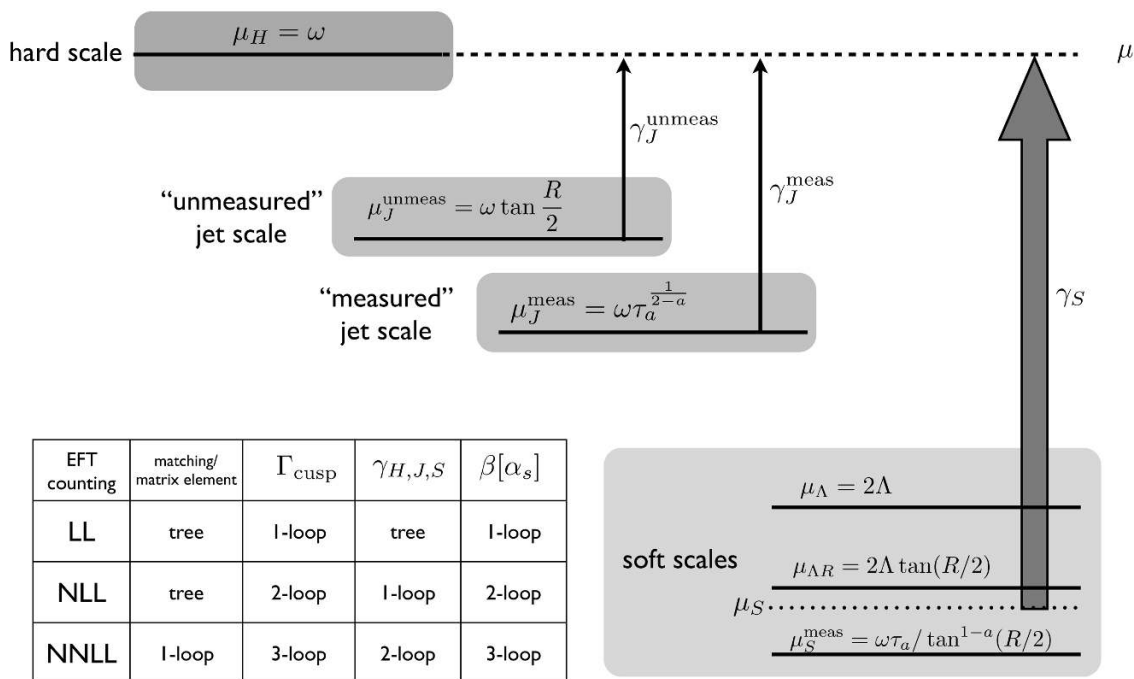 hard scale
μ_H = ω
μ
γ_J^unmeas
γ_J^meas
“unmeasured”
jet scale
μ_J^unmeas = ω tan R/2
“measured”
jet scale
μ_J^meas = ωτ_a^{1/(2−a)}
γ_S
EFT counting | matching/ matrix element | Γ_cusp | γ_{H,J,S} | β[α_s]
LL | tree | 1-loop | tree | 1-loop
NLL | tree | 2-loop | 1-loop | 2-loop
NNLL | 1-loop | 3-loop | 2-loop | 3-loop
soft scales
μ_Λ = 2Λ
μ_{ΛR} = 2Λ tan(R/2)
μ_S
μ_S^meas = ωτ_a/ tan^{1−a}(R/2)